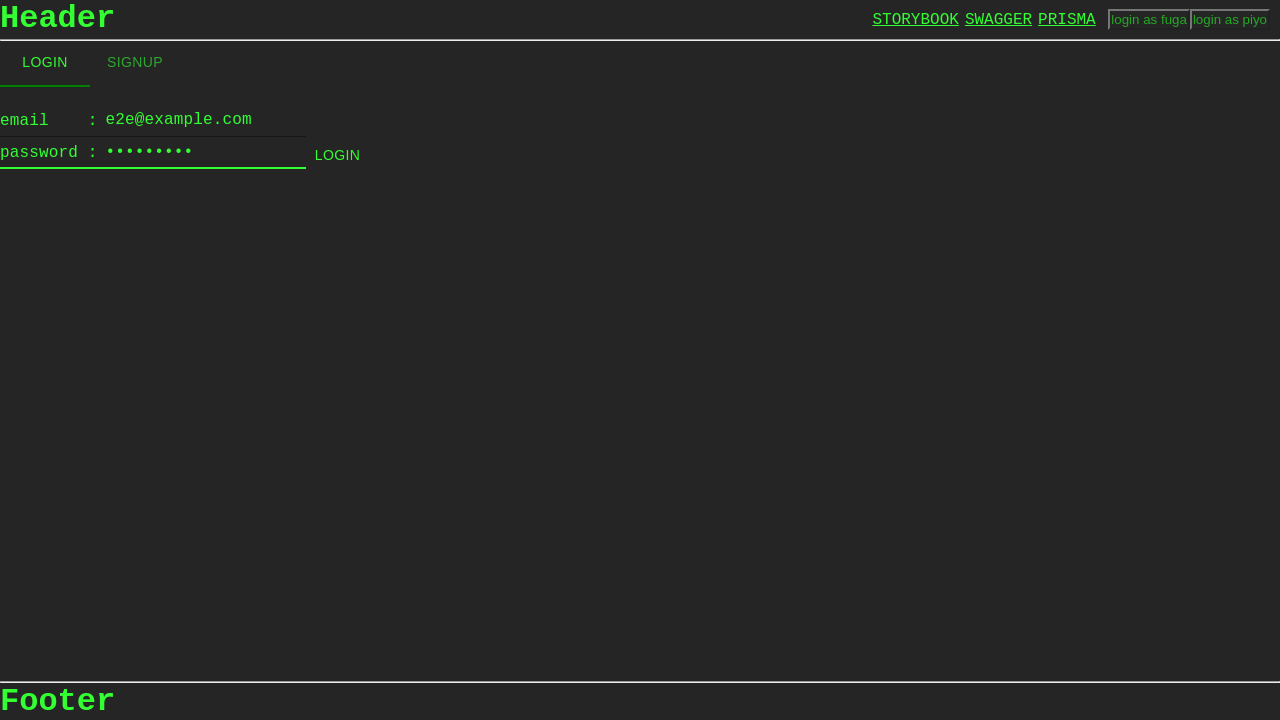 Header STORYBOOK SWAGGER PRISMA login as fuga login as piyo
LOGIN SIGNUP
email : e2e@example.com
password : •••••••••
LOGIN
Footer